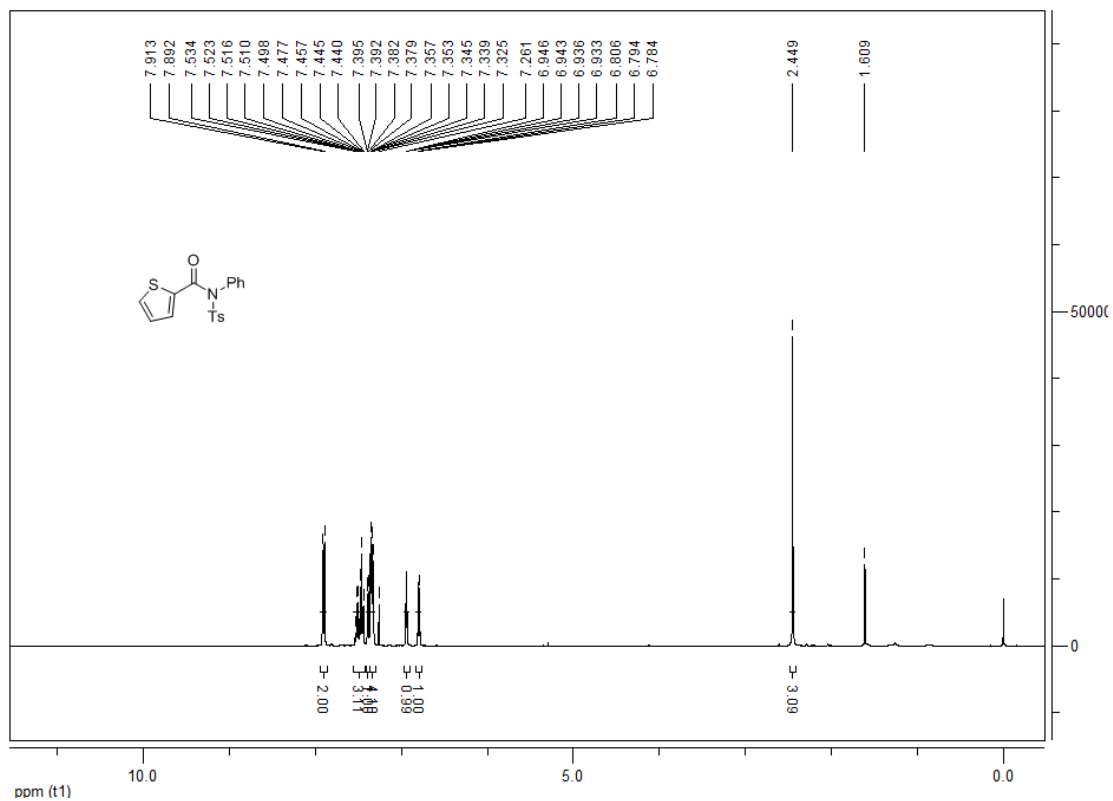 7.913 7.892 7.534 7.523 7.516 7.510 7.498 7.477 7.457 7.445 7.440 7.395 7.392 7.382 7.379 7.357 7.353 7.345 7.339 7.325 7.261 6.946 6.943 6.936 6.933 6.806 6.794 6.784 2.449 1.609
O
S
N
Ph
Ts
50000
0
2.00 3.11 0.99 1.00 3.09
10.0 5.0 0.0
ppm (t1)